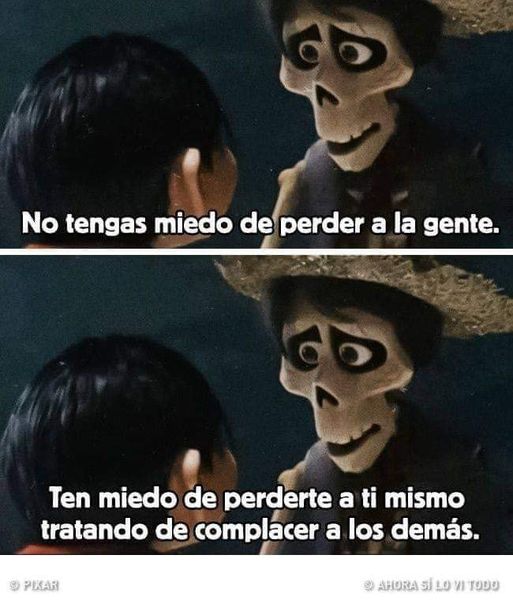 No tengas miedo de perder a la gente.
Ten miedo de perderte a ti mismo
tratando de complacer a los demás.
© PIXAR © AHORA SÍ LO VI TODO